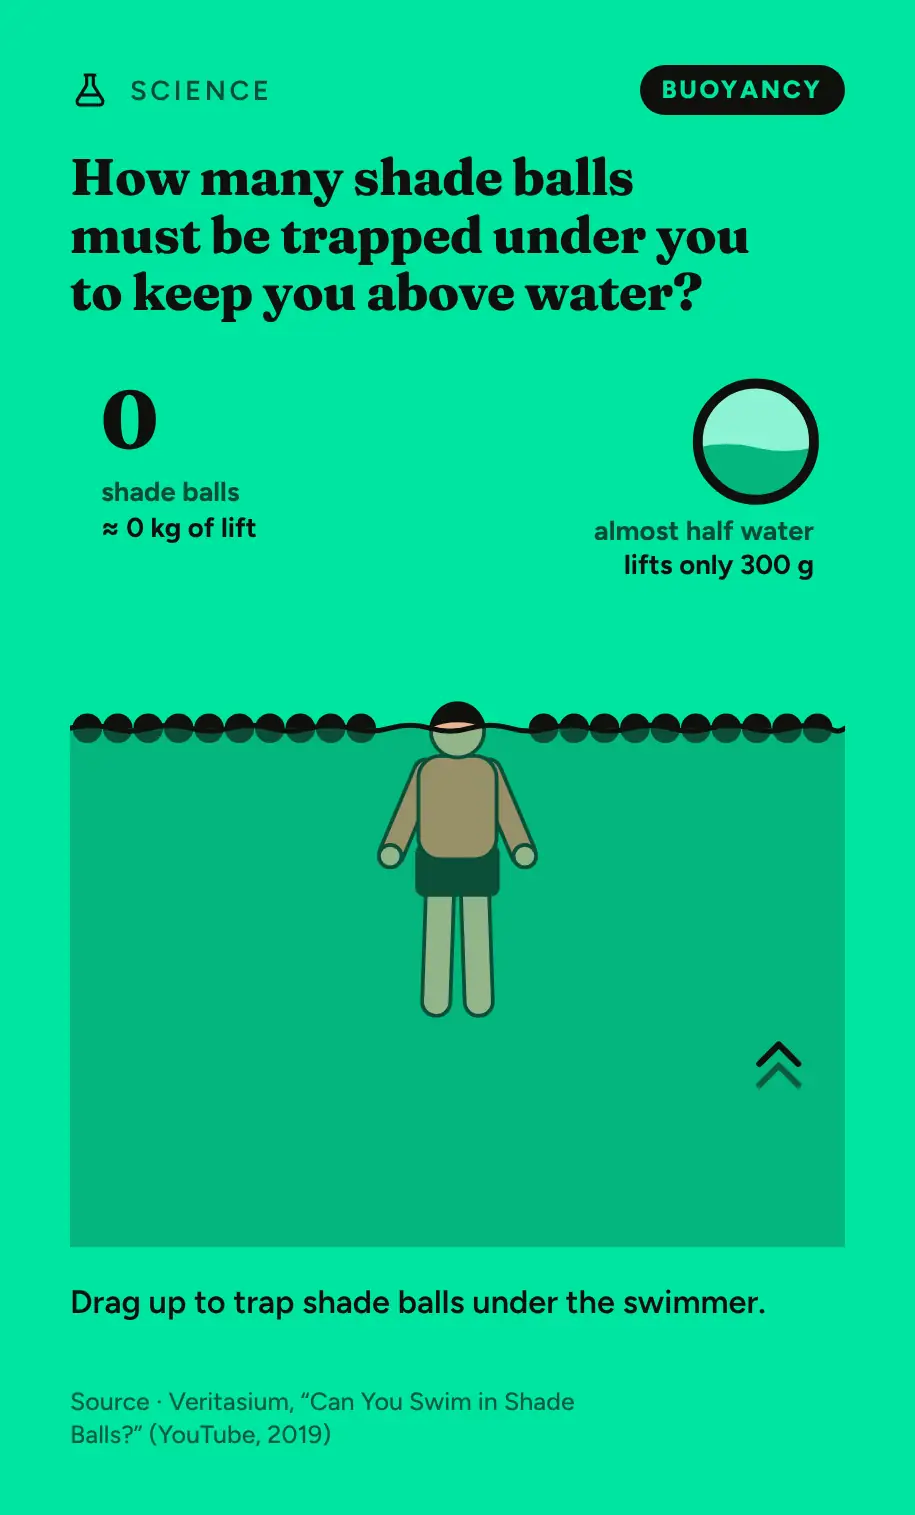 SCIENCE
BUOYANCY
How many shade balls
must be trapped under you
to keep you above water?
0
shade balls
≈ 0 kg of lift
almost half water
lifts only 300 g
Drag up to trap shade balls under the swimmer.
Source · Veritasium, “Can You Swim in Shade
Balls?” (YouTube, 2019)